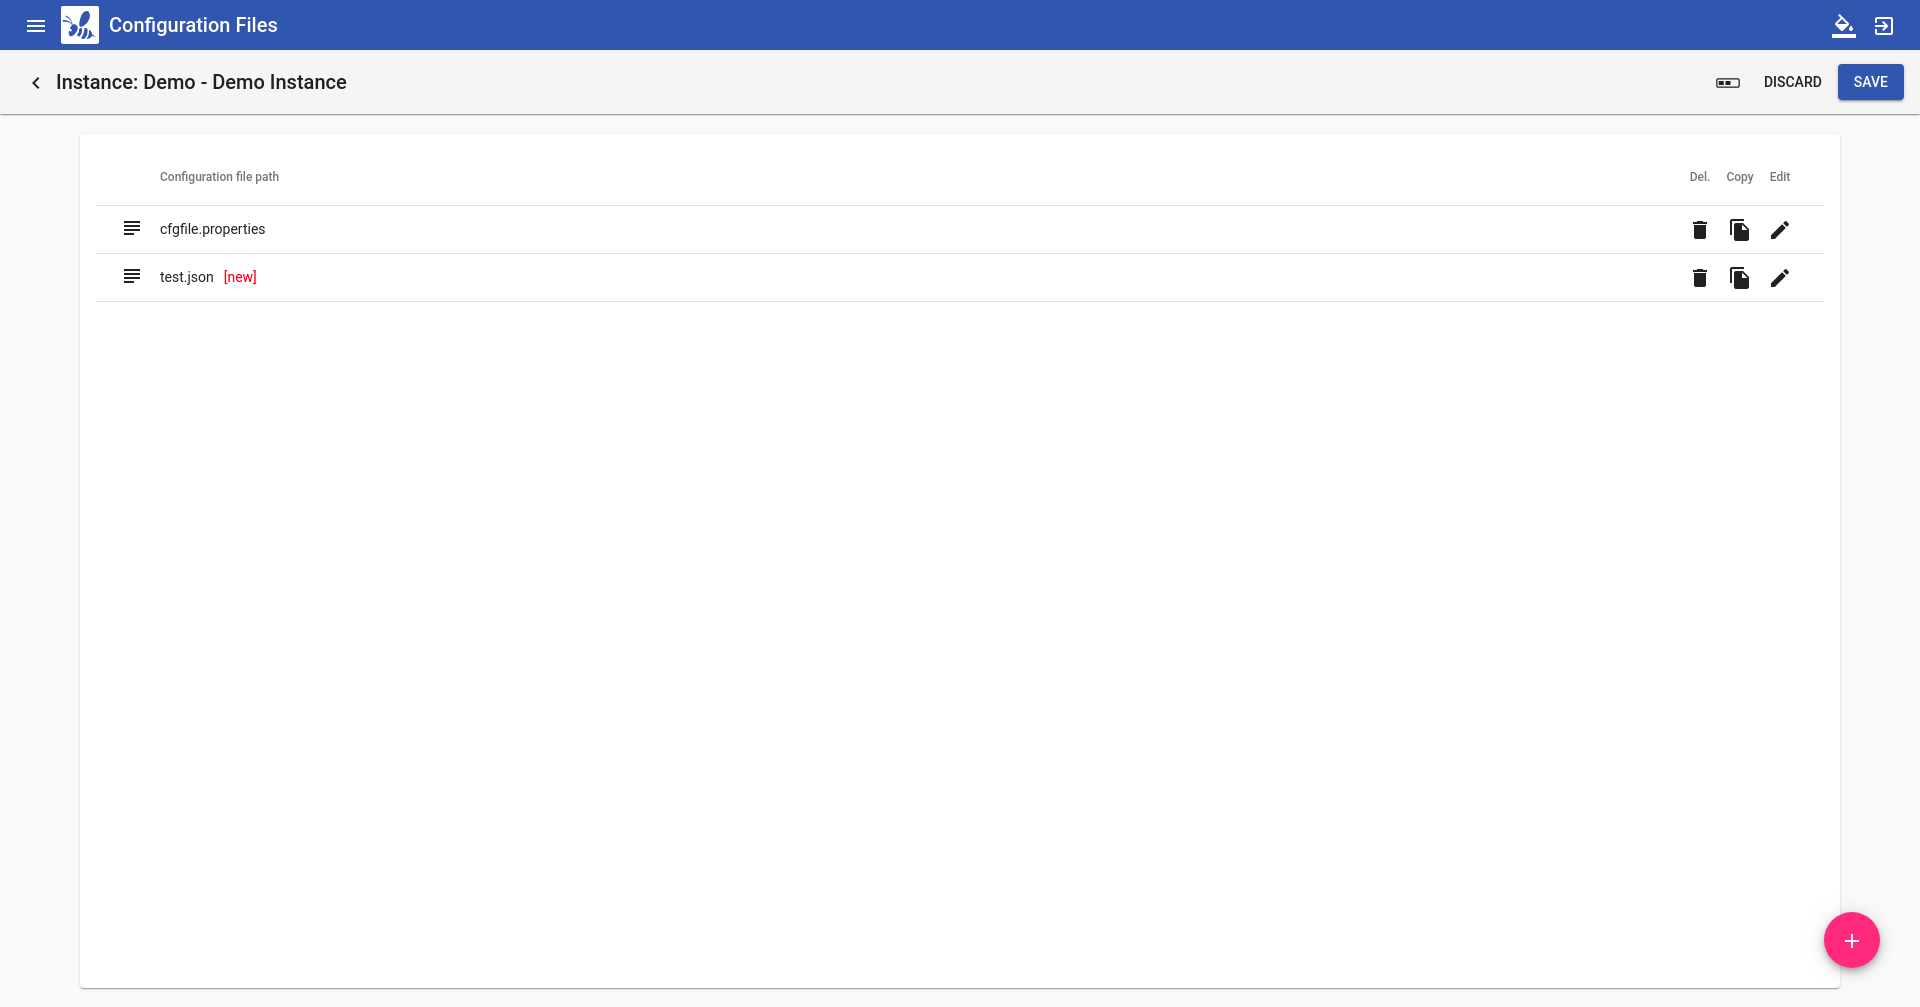 Configuration Files
Instance: Demo - Demo Instance
DISCARD
SAVE
Configuration file path
Del.
Copy
Edit
cfgfile.properties
test.json [new]